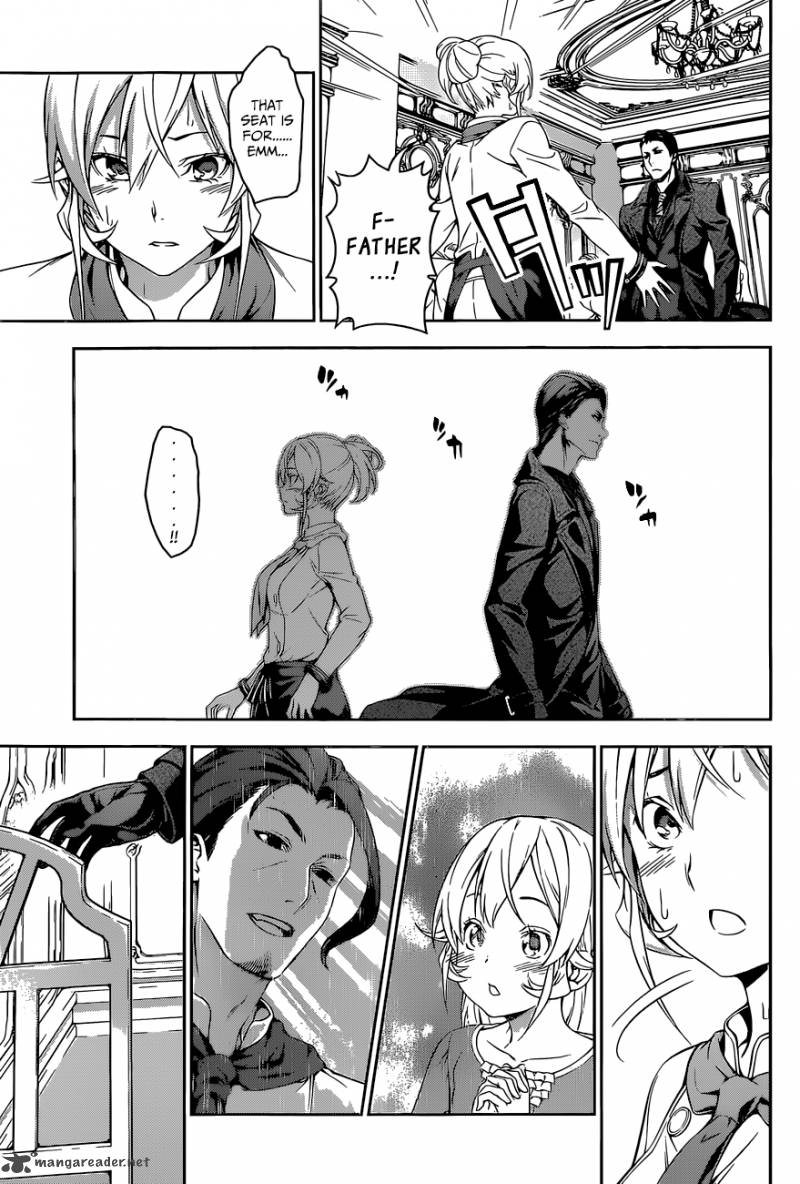 F-
FATHER
...!
THAT
SEAT IS
FOR......
EMM...
. . . . . . !!
mangareader.net